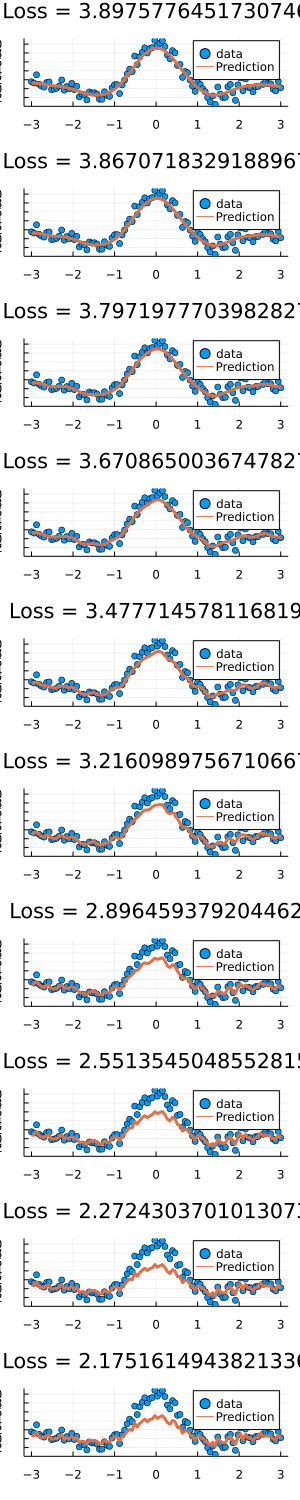 Loss = 3.897577645173074
data
Prediction
-3 -2 -1 0 1 2 3
Loss = 3.867071832918896
data
Prediction
-3 -2 -1 0 1 2 3
Loss = 3.797197770398282
data
Prediction
-3 -2 -1 0 1 2 3
Loss = 3.670865003674782
data
Prediction
-3 -2 -1 0 1 2 3
Loss = 3.477714578116819
data
Prediction
-3 -2 -1 0 1 2 3
Loss = 3.216098975671066
data
Prediction
-3 -2 -1 0 1 2 3
Loss = 2.896459379204462
data
Prediction
-3 -2 -1 0 1 2 3
Loss = 2.551354504855281
data
Prediction
-3 -2 -1 0 1 2 3
Loss = 2.272430370101307
data
Prediction
-3 -2 -1 0 1 2 3
Loss = 2.175161494382133
data
Prediction
-3 -2 -1 0 1 2 3